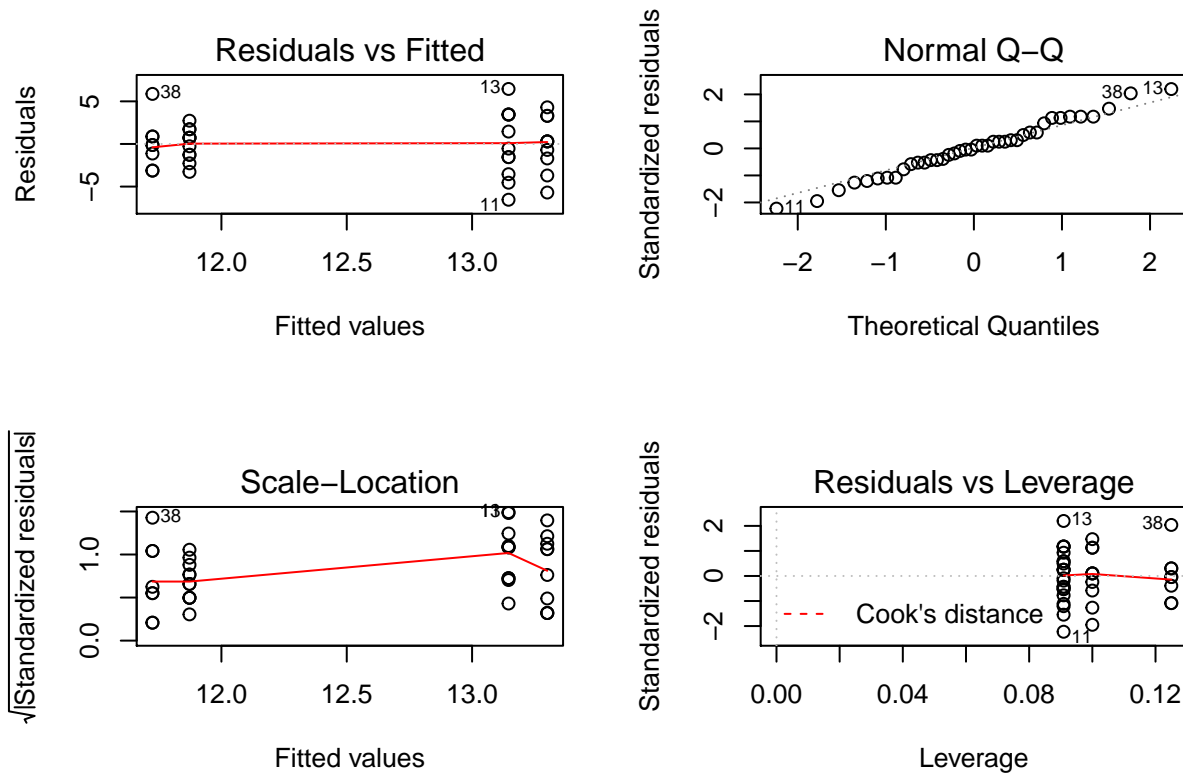 Residuals vs Fitted
Residuals
5
−5
38
13
11
12.0 12.5 13.0
Fitted values
Normal Q−Q
Standardized residuals
2
0
−2
38 13
11
−2 −1 0 1 2
Theoretical Quantiles
Scale−Location
√|Standardized residuals|
1.0
0.0
38
13
12.0 12.5 13.0
Fitted values
Residuals vs Leverage
Standardized residuals
2
0
−2
13
38
Cook's distance
11
0.00 0.04 0.08 0.12
Leverage